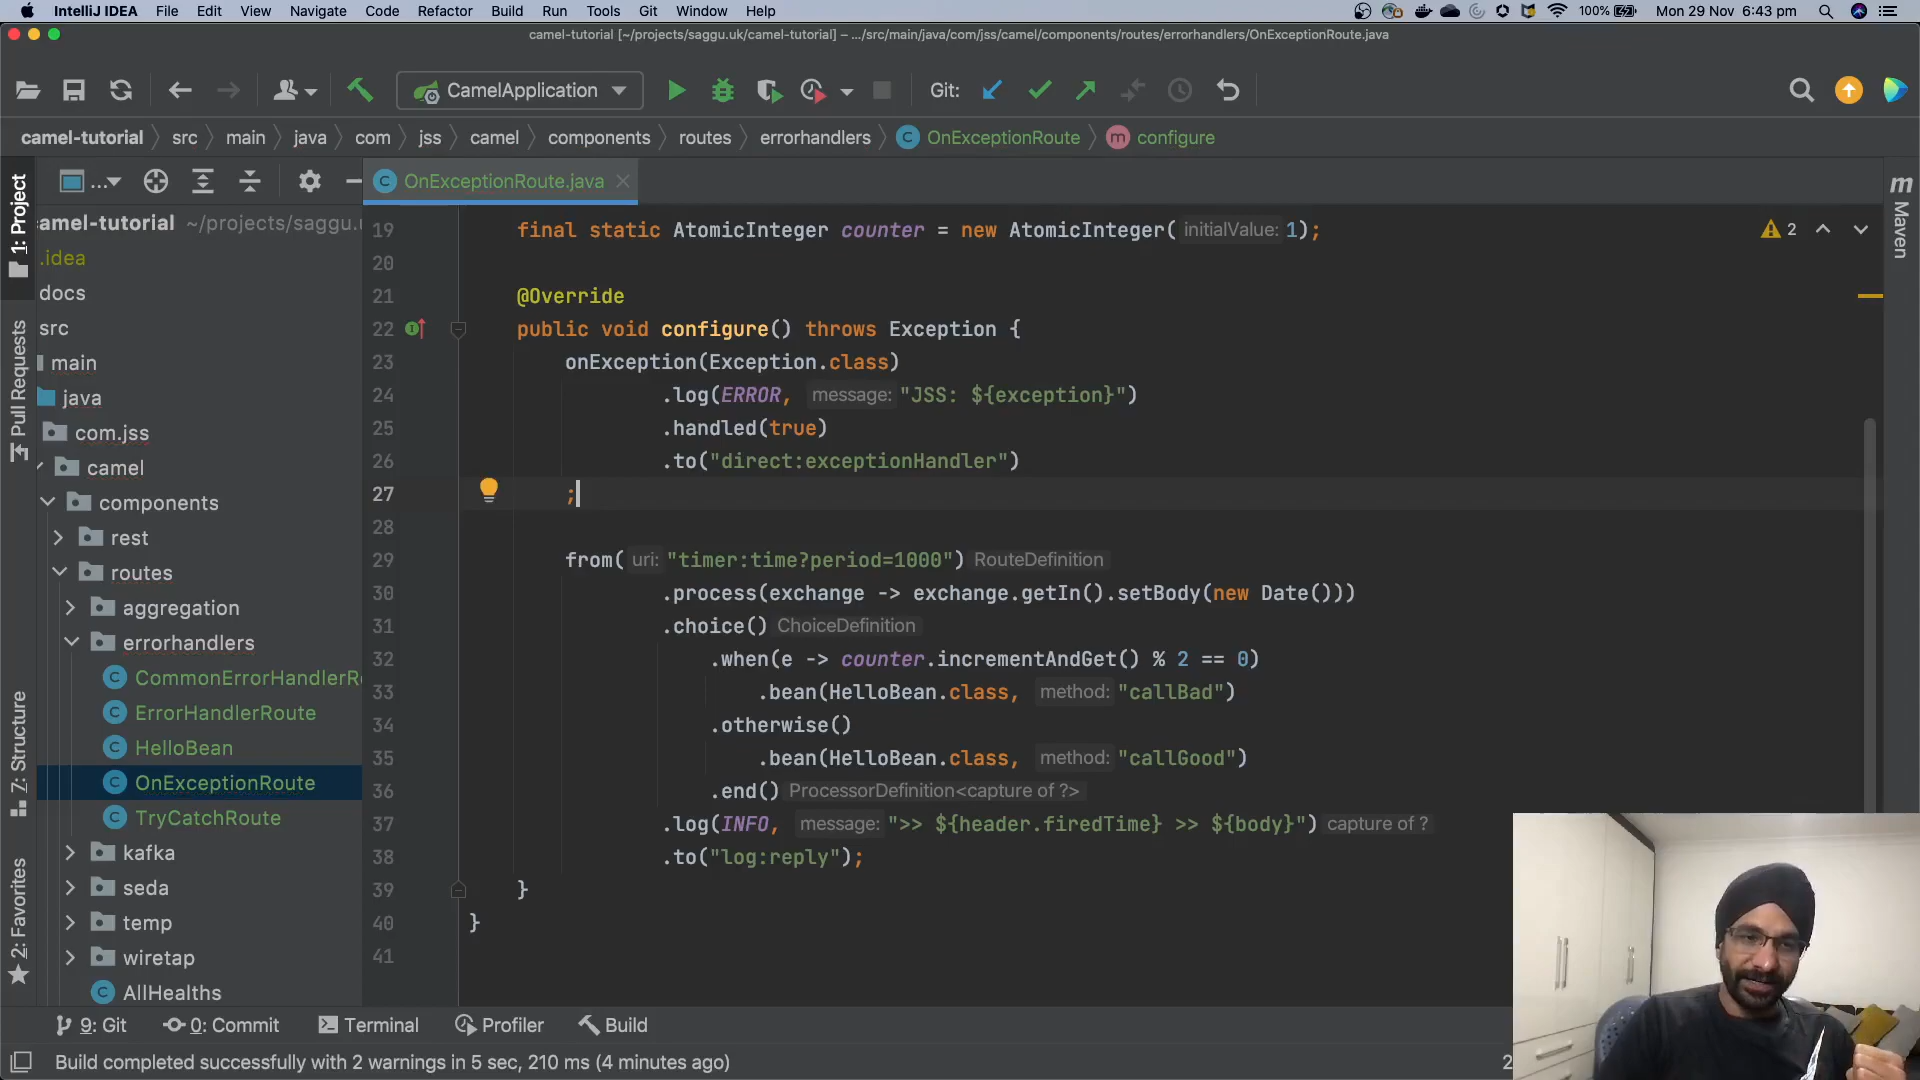 IntelliJ IDEA File Edit View Navigate Code Refactor Build Run Tools Git Window Help 100% Mon 29 Nov 6:43 pm
camel-tutorial [~/projects/saggu.uk/camel-tutorial] – .../src/main/java/com/jss/camel/components/routes/errorhandlers/OnExceptionRoute.java
CamelApplication Git:
camel-tutorial src main java com jss camel components routes errorhandlers OnExceptionRoute configure
... OnExceptionRoute.java
1: Project
Pull Requests
Z: Structure
2: Favorites
camel-tutorial ~/projects/saggu.u
.idea
docs
src
main
java
com.jss
camel
components
rest
routes
aggregation
errorhandlers
CommonErrorHandlerRo
ErrorHandlerRoute
HelloBean
OnExceptionRoute
TryCatchRoute
kafka
seda
temp
wiretap
AllHealths
19 final static AtomicInteger counter = new AtomicInteger( initialValue: 1);
20
21 @Override
22 public void configure() throws Exception {
23 onException(Exception.class)
24 .log(ERROR, message: "JSS: ${exception}")
25 .handled(true)
26 .to("direct:exceptionHandler")
27 ;
28
29 from( uri: "timer:time?period=1000") RouteDefinition
30 .process(exchange -> exchange.getIn().setBody(new Date()))
31 .choice() ChoiceDefinition
32 .when(e -> counter.incrementAndGet() % 2 == 0)
33 .bean(HelloBean.class, method: "callBad")
34 .otherwise()
35 .bean(HelloBean.class, method: "callGood")
36 .end() ProcessorDefinition<capture of ?>
37 .log(INFO, message: ">> ${header.firedTime} >> ${body}") capture of ?
38 .to("log:reply");
39 }
40 }
41
2
m Maven
9: Git 0: Commit Terminal Profiler Build
Build completed successfully with 2 warnings in 5 sec, 210 ms (4 minutes ago) 2